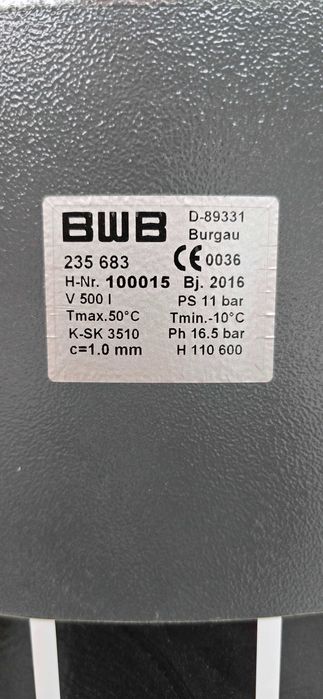 BWB D-89331
Burgau
235 683 CE 0036
H-Nr. 100015 Bj. 2016
V 500 l PS 11 bar
Tmax.50°C Tmin.-10°C
K-SK 3510 Ph 16.5 bar
c=1.0 mm H 110 600